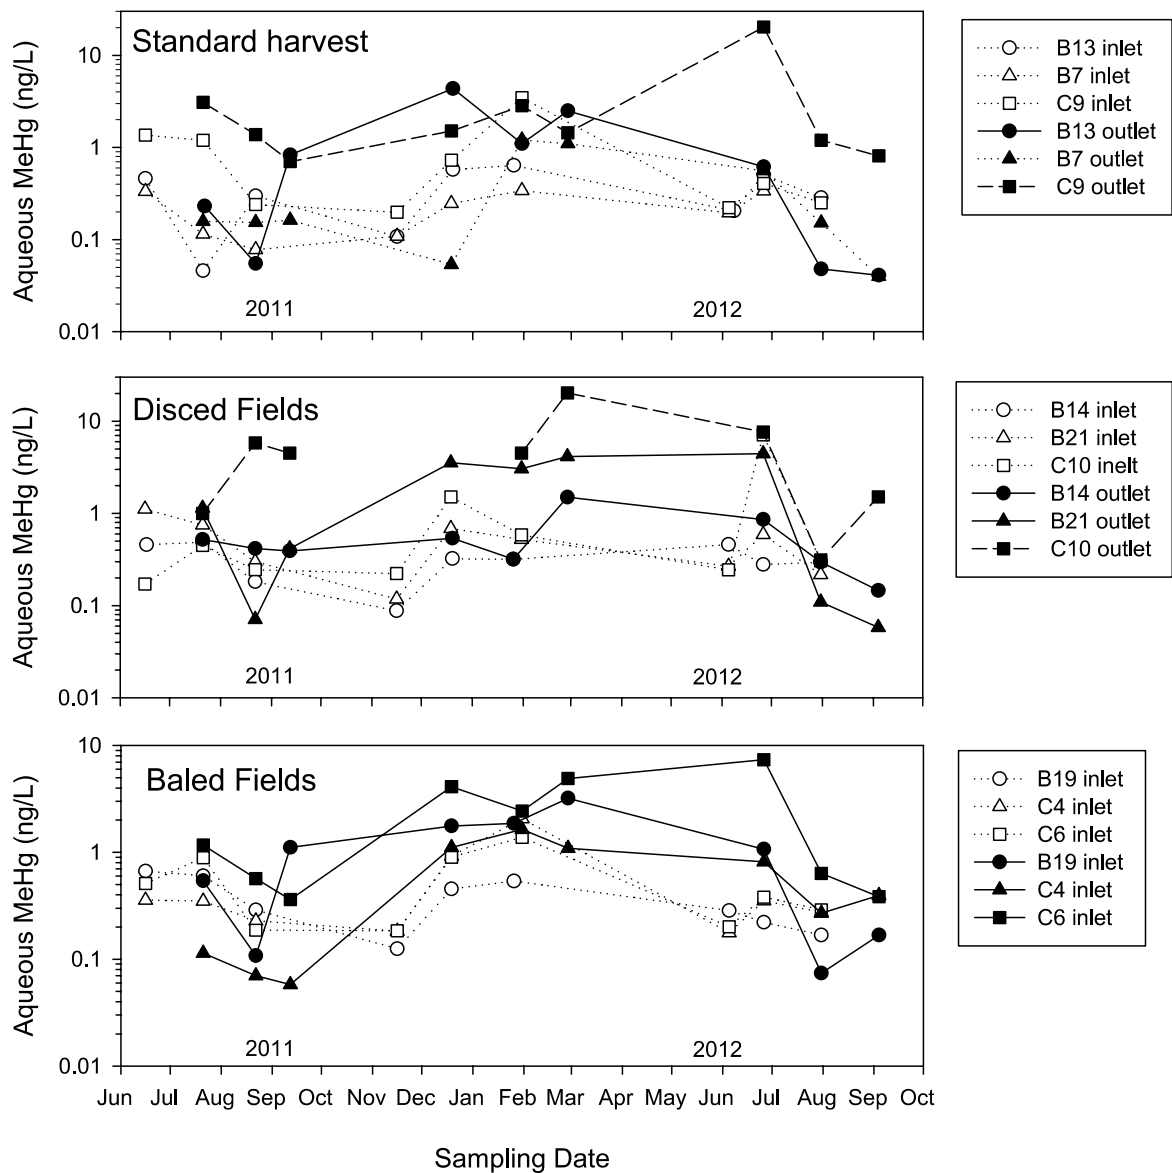 Standard harvest
Aqueous MeHg (ng/L)
10
1
0.1
0.01
2011
2012
B13 inlet
B7 inlet
C9 inlet
B13 outlet
B7 outlet
C9 outlet
Disced Fields
Aqueous MeHg (ng/L)
10
1
0.1
0.01
2011
2012
B14 inlet
B21 inlet
C10 inelt
B14 outlet
B21 outlet
C10 outlet
Baled Fields
Aqueous MeHg (ng/L)
10
1
0.1
0.01
2011
2012
B19 inlet
C4 inlet
C6 inlet
B19 inlet
C4 inlet
C6 inlet
Jun Jul Aug Sep Oct Nov Dec Jan Feb Mar Apr May Jun Jul Aug Sep Oct
Sampling Date